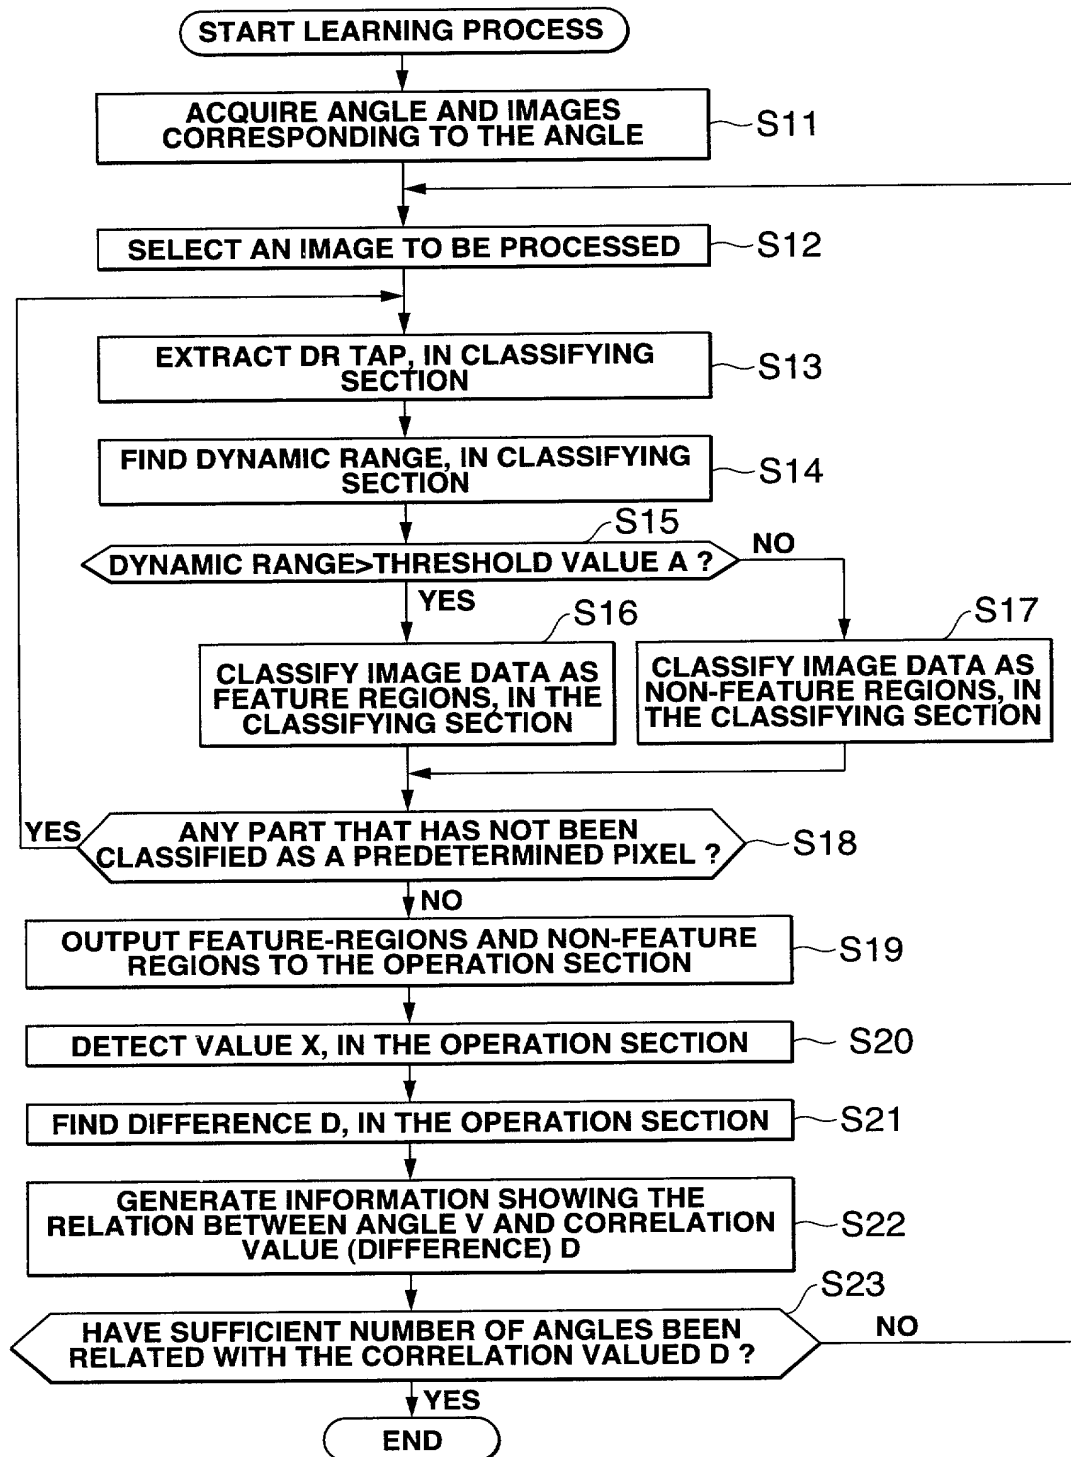 START LEARNING PROCESS
ACQUIRE ANGLE AND IMAGES
CORRESPONDING TO THE ANGLE
S11
SELECT AN IMAGE TO BE PROCESSED
S12
EXTRACT DR TAP, IN CLASSIFYING
SECTION
S13
FIND DYNAMIC RANGE, IN CLASSIFYING
SECTION
S14
S15
DYNAMIC RANGE>THRESHOLD VALUE A ?
NO
YES
S16
CLASSIFY IMAGE DATA AS
FEATURE REGIONS, IN THE
CLASSIFYING SECTION
S17
CLASSIFY IMAGE DATA AS
NON-FEATURE REGIONS, IN
THE CLASSIFYING SECTION
YES
ANY PART THAT HAS NOT BEEN
CLASSIFIED AS A PREDETERMINED PIXEL ?
S18
NO
OUTPUT FEATURE-REGIONS AND NON-FEATURE
REGIONS TO THE OPERATION SECTION
S19
DETECT VALUE X, IN THE OPERATION SECTION
S20
FIND DIFFERENCE D, IN THE OPERATION SECTION
S21
GENERATE INFORMATION SHOWING THE
RELATION BETWEEN ANGLE V AND CORRELATION
VALUE (DIFFERENCE) D
S22
S23
HAVE SUFFICIENT NUMBER OF ANGLES BEEN
RELATED WITH THE CORRELATION VALUED D ?
NO
YES
END